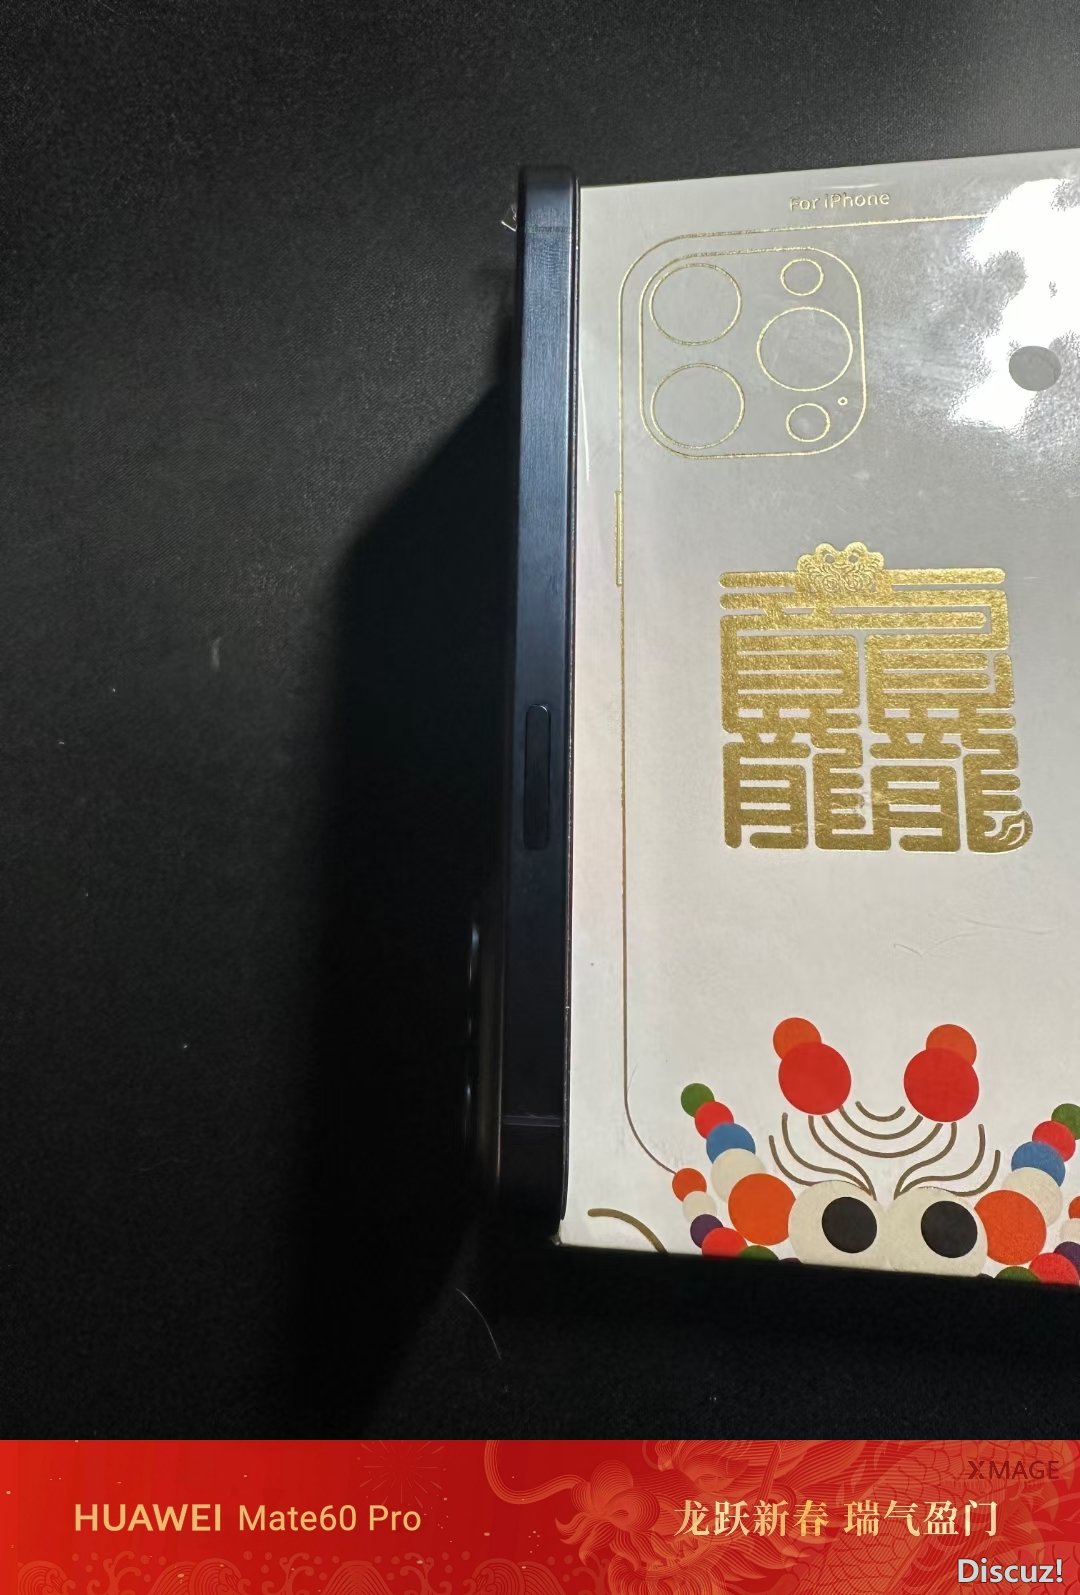 For iPhone
XMAGE
HUAWEI Mate60 Pro
龙跃新春 瑞气盈门
Discuz!